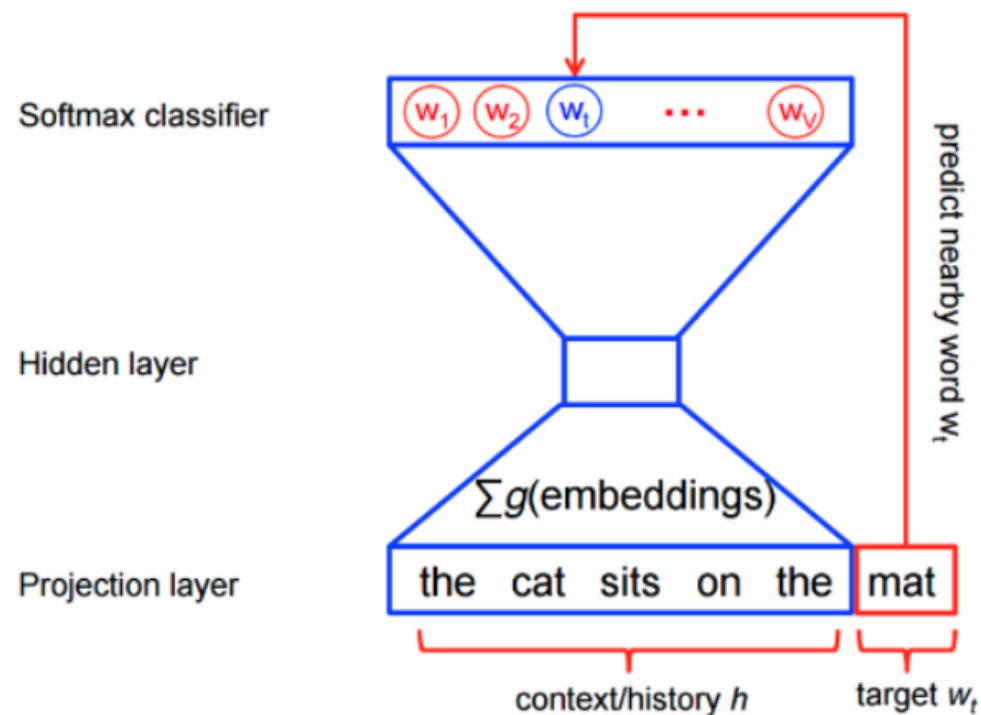 Softmax classifier
w₁ w₂ wₜ ... w_V
predict nearby word wₜ
Hidden layer
∑g(embeddings)
Projection layer
the cat sits on the mat
context/history h
target wₜ